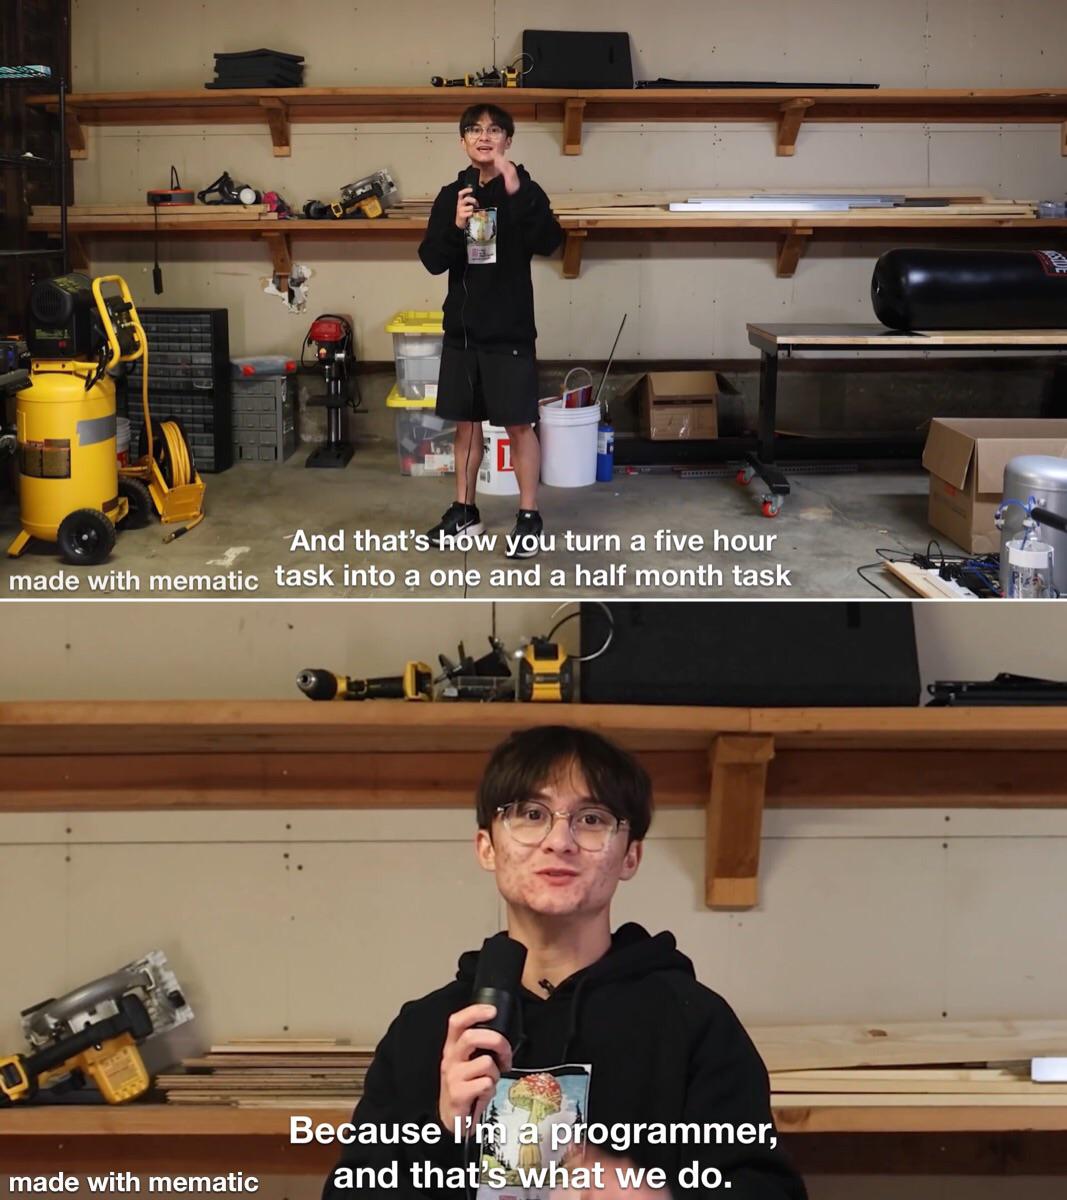 And that's how you turn a five hour
task into a one and a half month task
made with mematic
Because I'm a programmer,
and that's what we do.
made with mematic